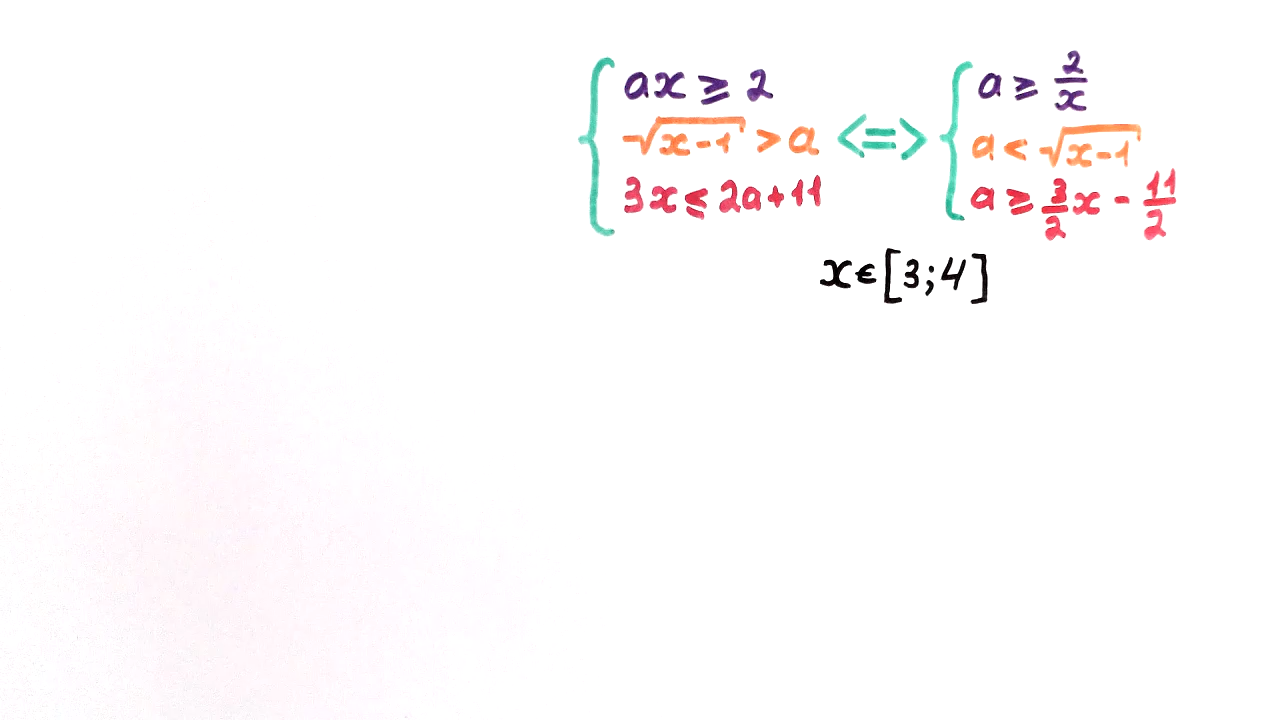 { ax ≥ 2 <=> { a ≥ 2/x
√(x-1) > a a < √(x-1)
3x ≤ 2a+11 a ≥ 3/2 x - 11/2
x∈[3;4]